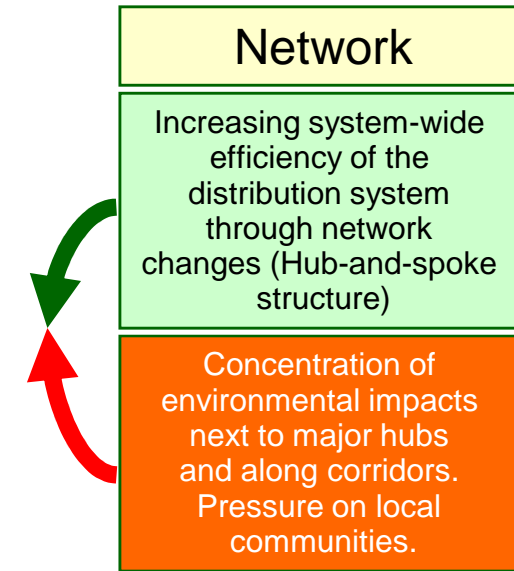 Network
Increasing system-wide
efficiency of the
distribution system
through network
changes (Hub-and-spoke
structure)
Concentration of
environmental impacts
next to major hubs
and along corridors.
Pressure on local
communities.